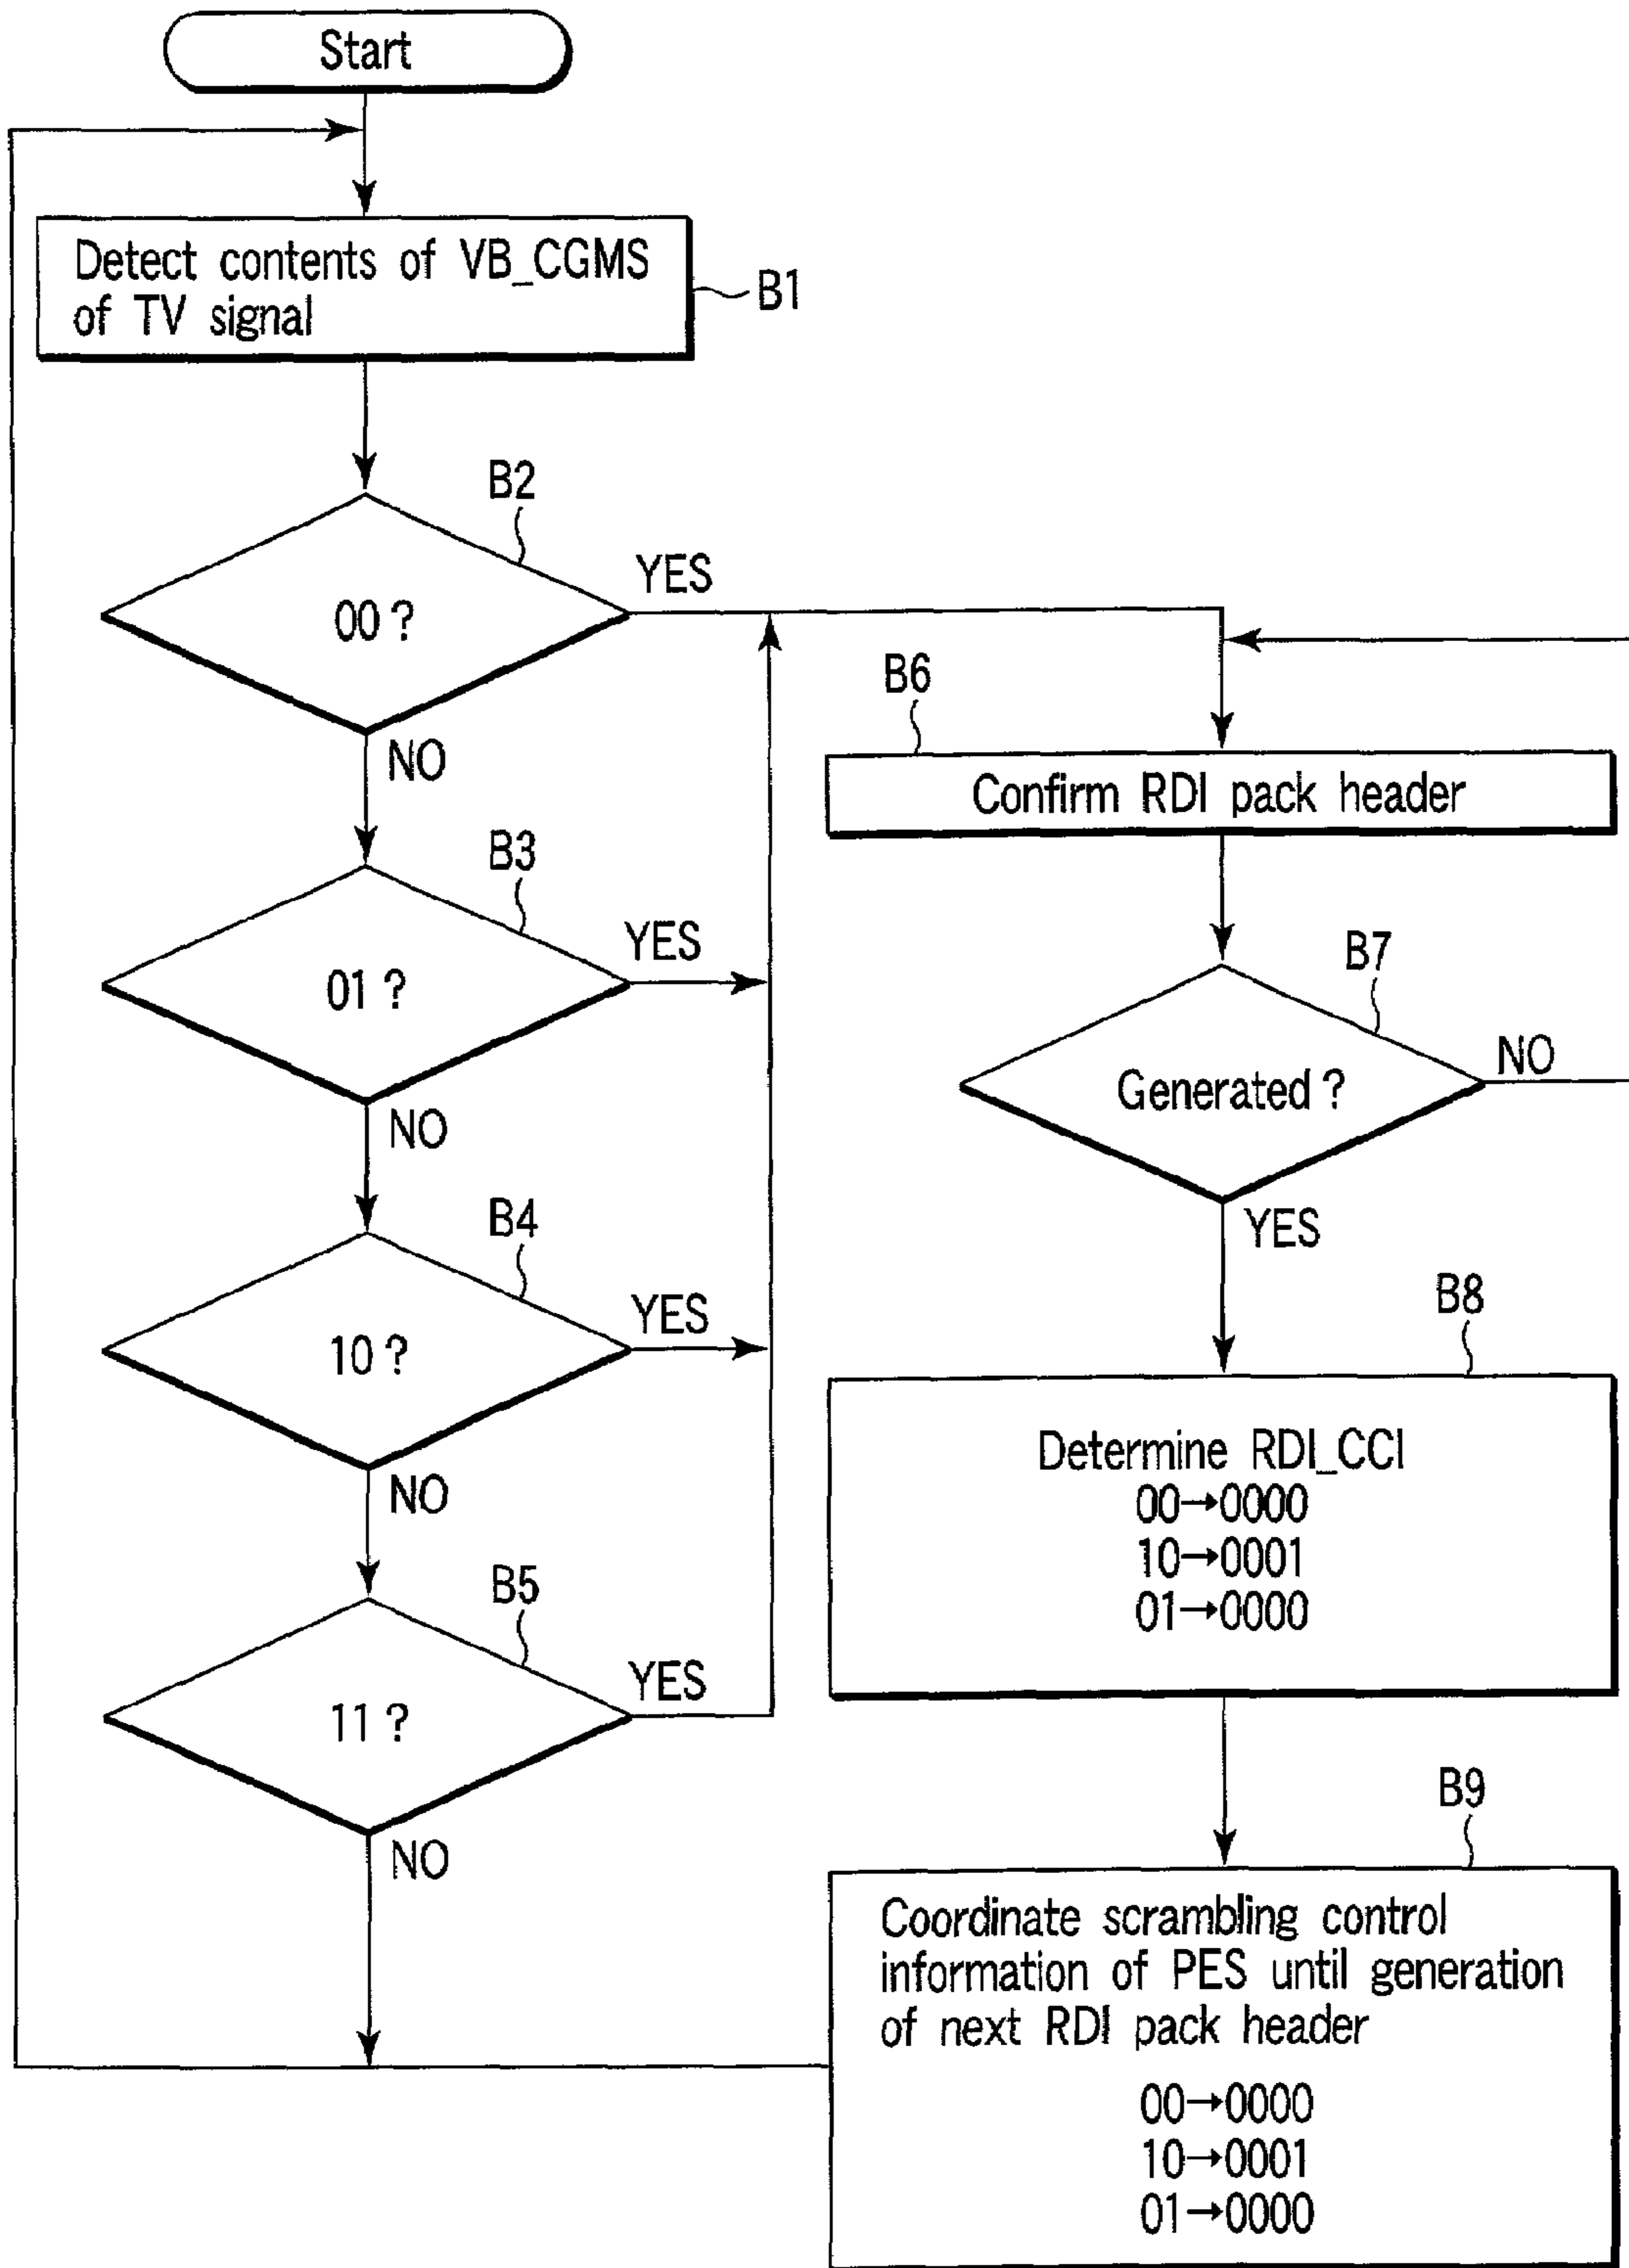 Start
Detect contents of VB_CGMS
of TV signal
B1
B2
00 ?
YES
NO
B3
01 ?
YES
NO
B4
10 ?
YES
NO
B5
11 ?
YES
NO
B6
Confirm RDI pack header
B7
Generated ?
NO
YES
B8
Determine RDI_CCI
00→0000
10→0001
01→0000
B9
Coordinate scrambling control
information of PES until generation
of next RDI pack header
00→0000
10→0001
01→0000